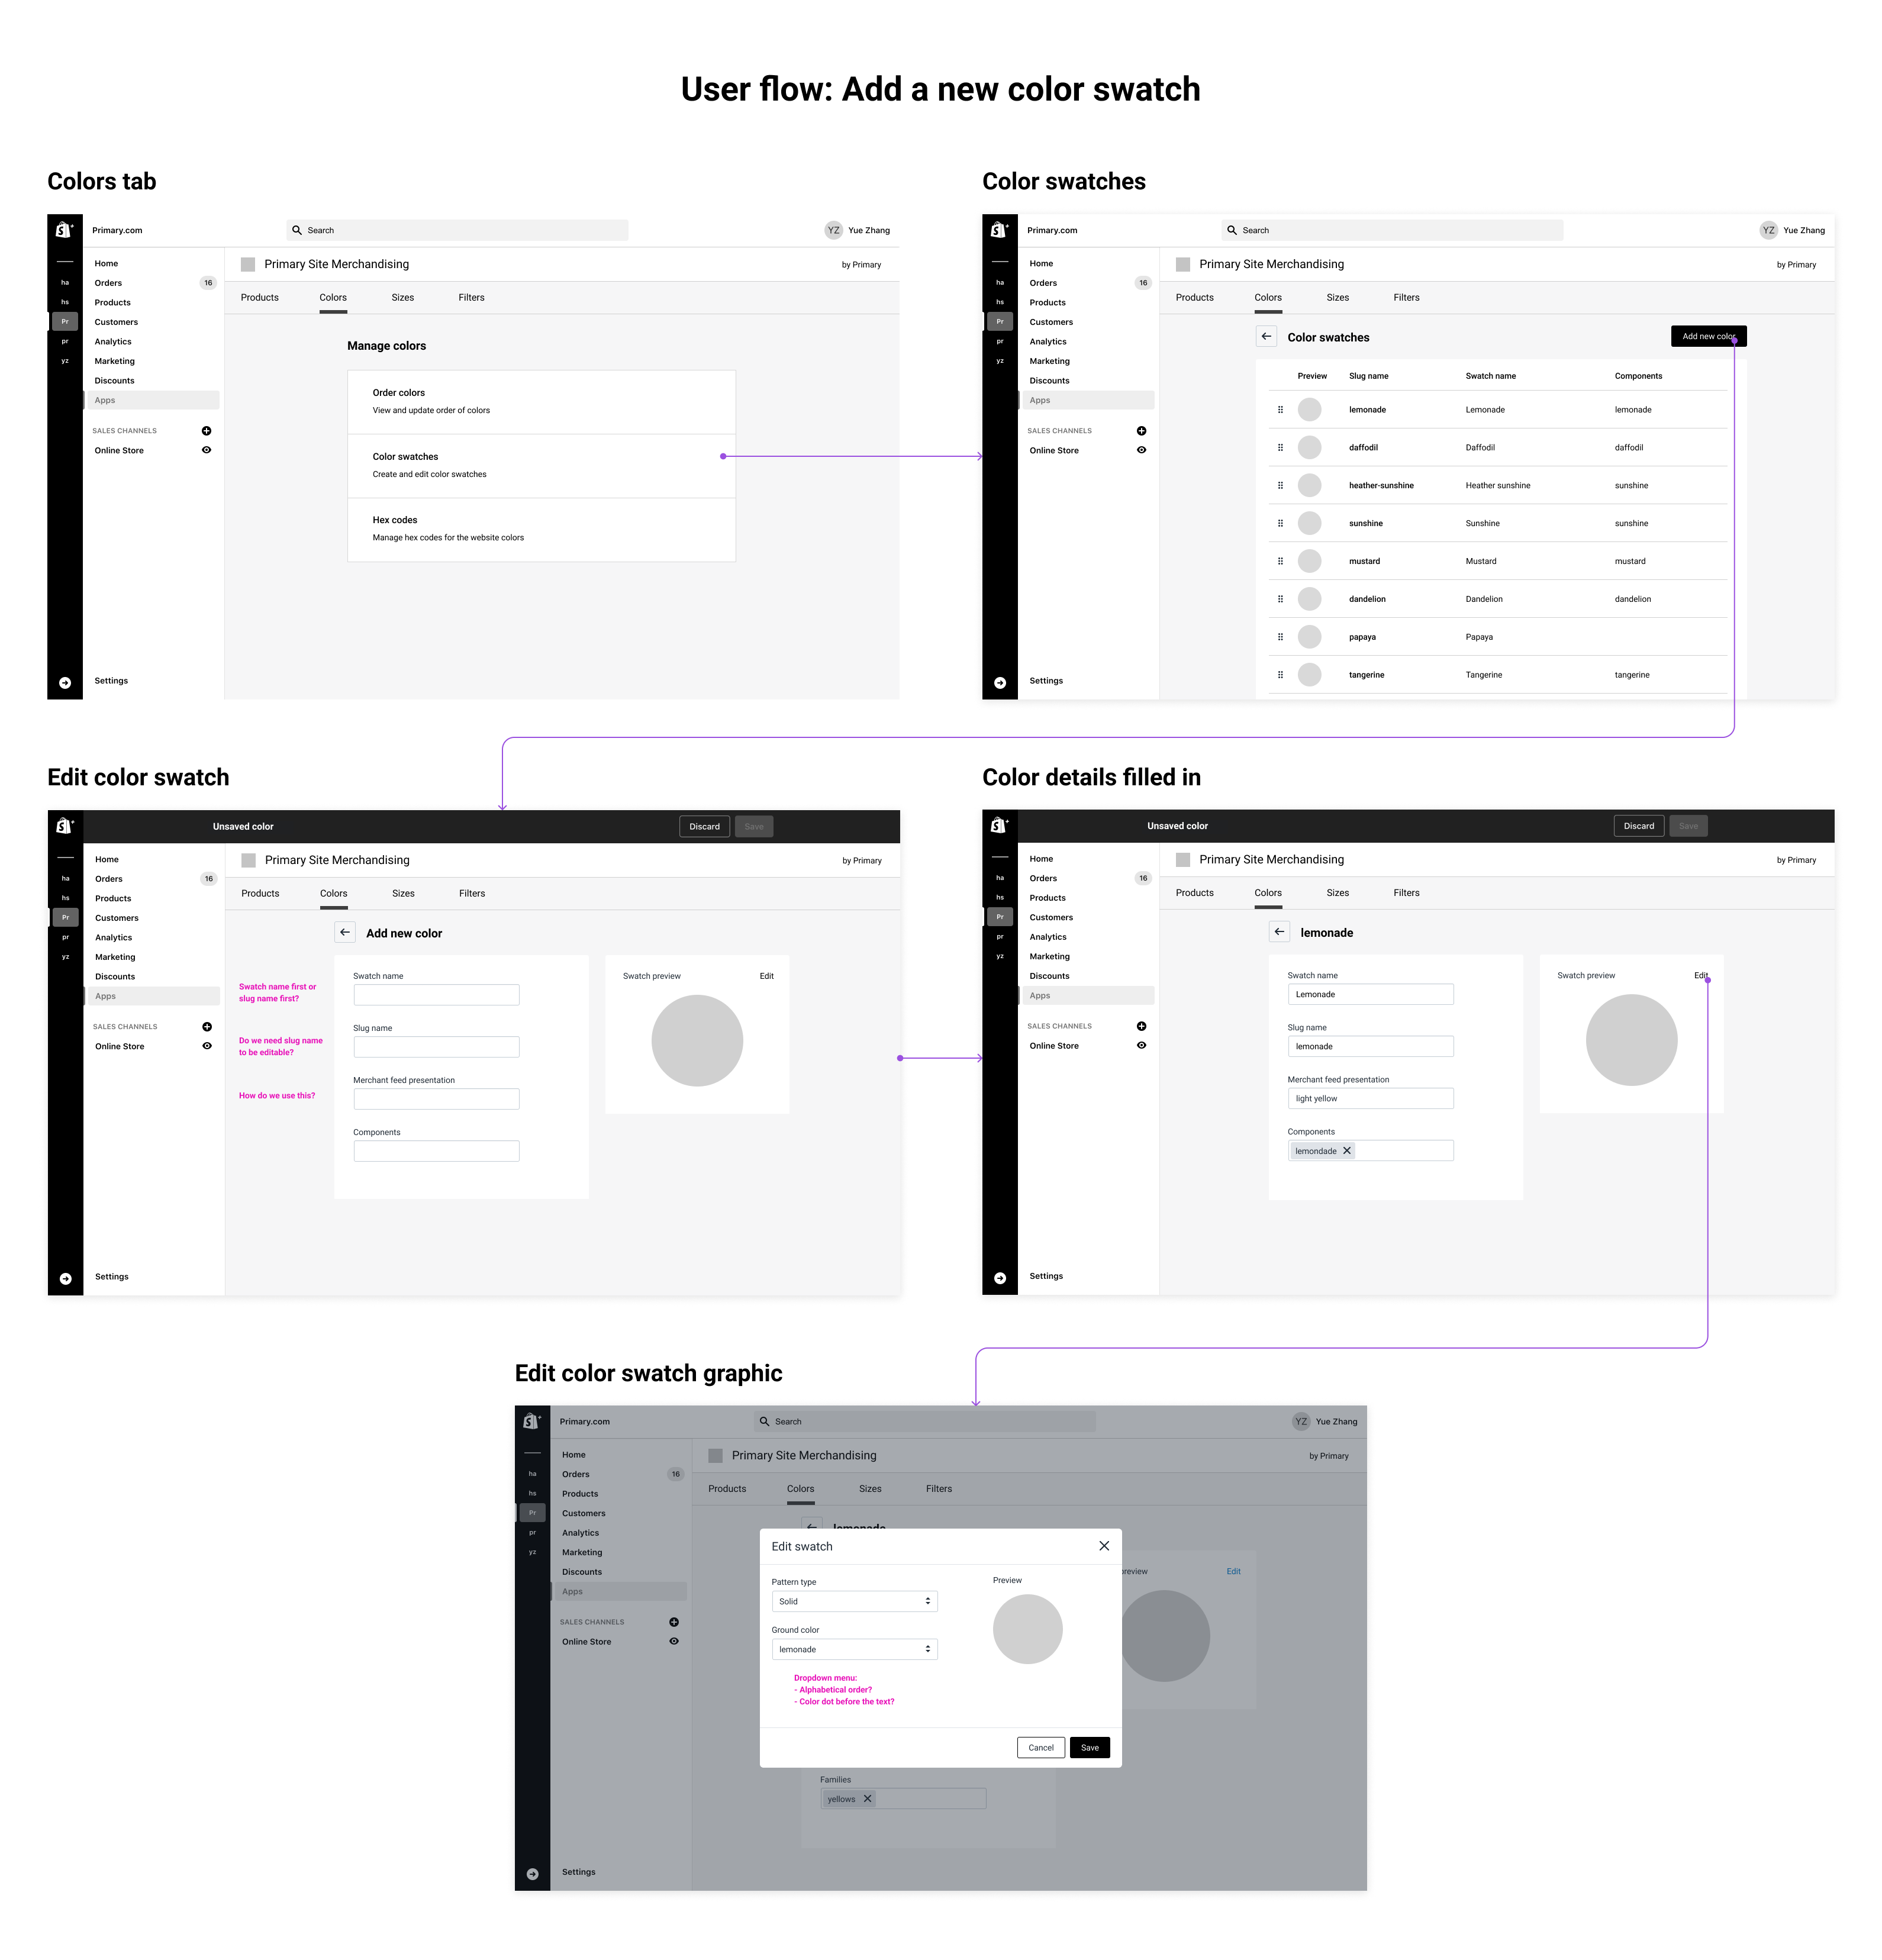 User flow: Add a new color swatch
Colors tab
Primary.com
Search
YZ Yue Zhang
ha
hs
Pr
pr
yz
Home
Orders 16
Products
Customers
Analytics
Marketing
Discounts
Apps
SALES CHANNELS
Online Store
Settings
Primary Site Merchandising
by Primary
Products Colors Sizes Filters
Manage colors
Order colors
View and update order of colors
Color swatches
Create and edit color swatches
Hex codes
Manage hex codes for the website colors
Color swatches
Primary.com
Search
YZ Yue Zhang
ha
hs
Pr
pr
yz
Home
Orders 16
Products
Customers
Analytics
Marketing
Discounts
Apps
SALES CHANNELS
Online Store
Settings
Primary Site Merchandising
by Primary
Products Colors Sizes Filters
Color swatches
Add new color
Preview Slug name Swatch name Components
lemonade Lemonade lemonade
daffodil Daffodil daffodil
heather-sunshine Heather sunshine sunshine
sunshine Sunshine sunshine
mustard Mustard mustard
dandelion Dandelion dandelion
papaya Papaya
tangerine Tangerine tangerine
Edit color swatch
Unsaved color
Discard
Save
ha
hs
Pr
pr
yz
Home
Orders 16
Products
Customers
Analytics
Marketing
Discounts
Apps
SALES CHANNELS
Online Store
Settings
Primary Site Merchandising
by Primary
Products Colors Sizes Filters
Add new color
Swatch name first or
slug name first?
Do we need slug name
to be editable?
How do we use this?
Swatch name
Slug name
Merchant feed presentation
Components
Swatch preview
Edit
Color details filled in
Unsaved color
Discard
Save
ha
hs
Pr
pr
yz
Home
Orders 16
Products
Customers
Analytics
Marketing
Discounts
Apps
SALES CHANNELS
Online Store
Settings
Primary Site Merchandising
by Primary
Products Colors Sizes Filters
lemonade
Swatch name
Lemonade
Slug name
lemonade
Merchant feed presentation
light yellow
Components
lemondade
Swatch preview
Edit
Edit color swatch graphic
Primary.com
Search
YZ Yue Zhang
ha
hs
Pr
pr
yz
Home
Orders 16
Products
Customers
Analytics
Marketing
Discounts
Apps
SALES CHANNELS
Online Store
Settings
Primary Site Merchandising
by Primary
Products Colors Sizes Filters
lemonade
preview
Edit
Edit swatch
Pattern type
Solid
Ground color
lemonade
Dropdown menu:
- Alphabetical order?
- Color dot before the text?
Preview
Cancel
Save
Families
yellows